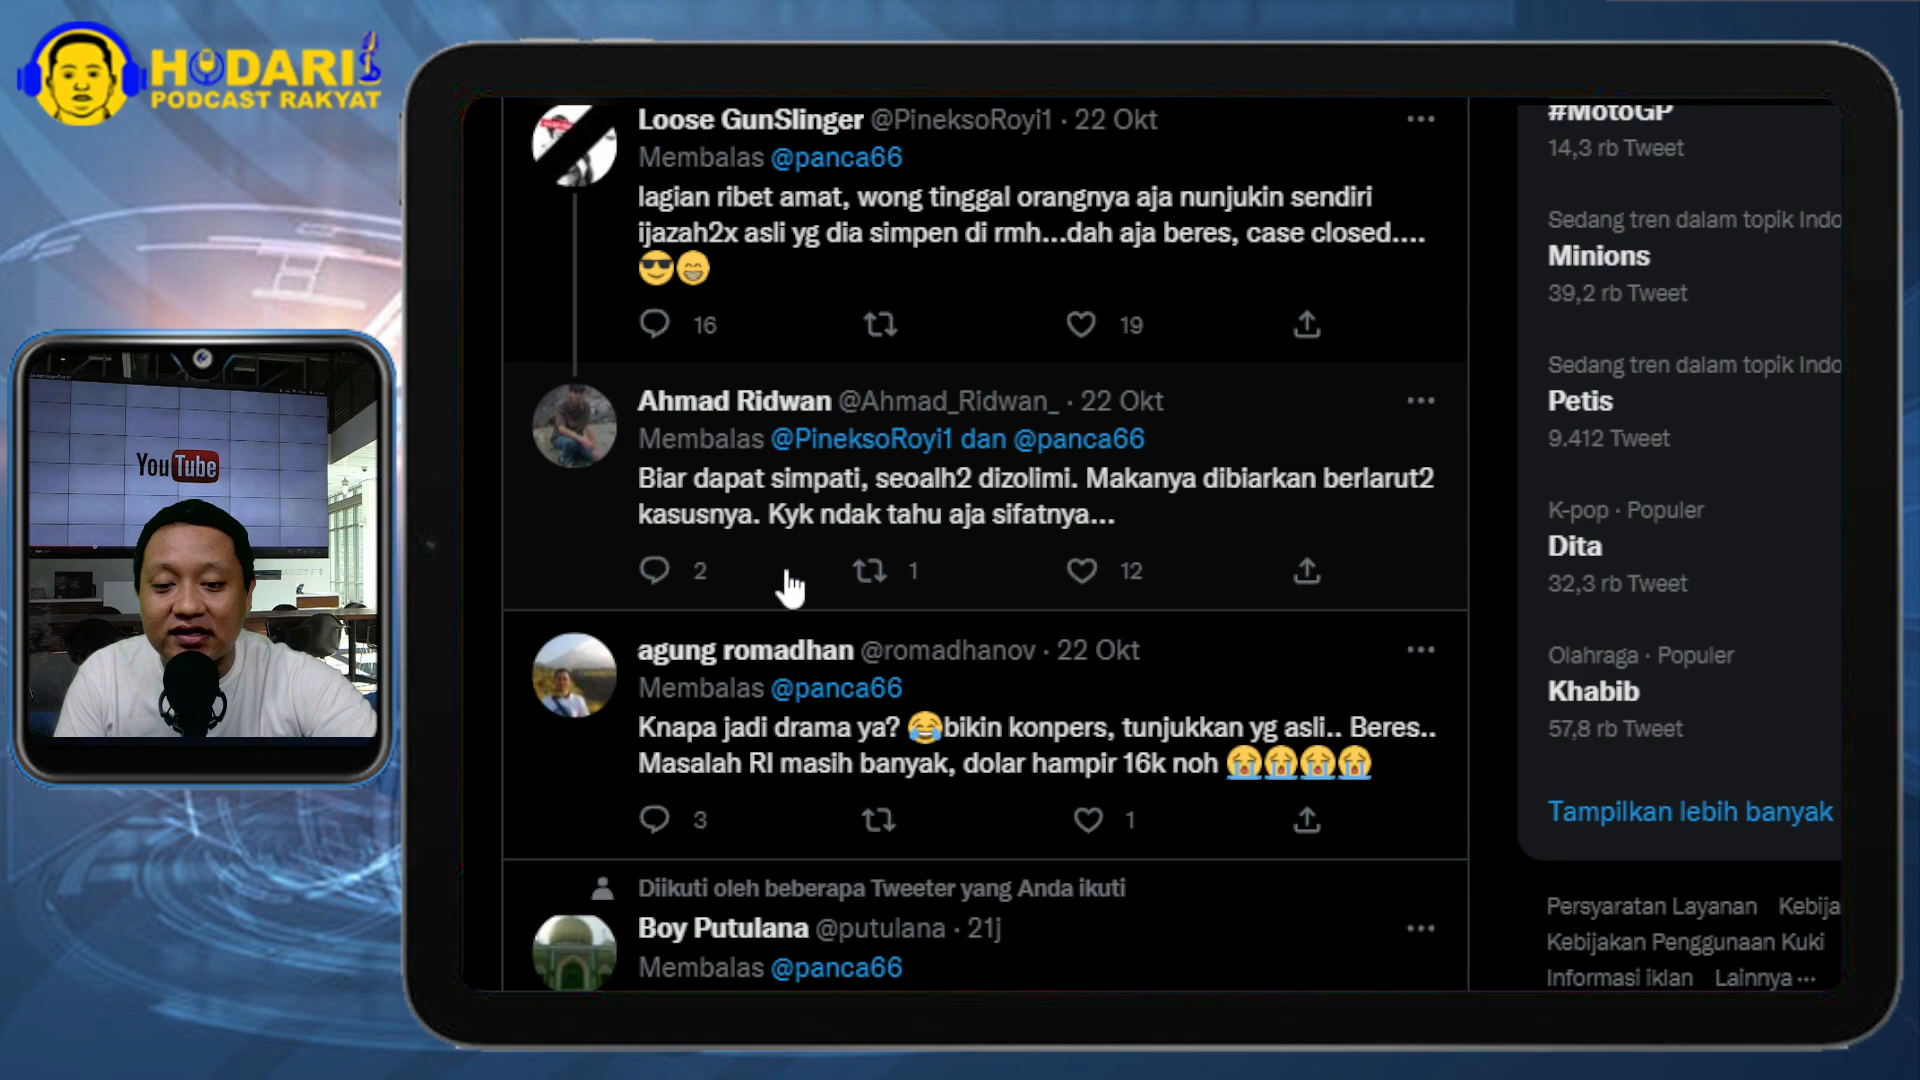 HODARI
PODCAST RAKYAT
YouTube
Loose GunSlinger @PineksoRoyi1 · 22 Okt
Membalas @panca66
lagian ribet amat, wong tinggal orangnya aja nunjukin sendiri
ijazah2x asli yg dia simpen di rmh...dah aja beres, case closed....
😎😁
16 19
Ahmad Ridwan @Ahmad_Ridwan_ · 22 Okt
Membalas @PineksoRoyi1 dan @panca66
Biar dapat simpati, seoalh2 dizolimi. Makanya dibiarkan berlarut2
kasusnya. Kyk ndak tahu aja sifatnya...
2 1 12
agung romadhan @romadhanov · 22 Okt
Membalas @panca66
Knapa jadi drama ya? 😂bikin konpers, tunjukkan yg asli.. Beres..
Masalah RI masih banyak, dolar hampir 16k noh 😭😭😭😭
3 1
Diikuti oleh beberapa Tweeter yang Anda ikuti
Boy Putulana @putulana · 21j
Membalas @panca66
#MotoGP
14,3 rb Tweet
Sedang tren dalam topik Indo
Minions
39,2 rb Tweet
Sedang tren dalam topik Indo
Petis
9.412 Tweet
K-pop · Populer
Dita
32,3 rb Tweet
Olahraga · Populer
Khabib
57,8 rb Tweet
Tampilkan lebih banyak
Persyaratan Layanan Kebija
Kebijakan Penggunaan Kuki
Informasi iklan Lainnya ···